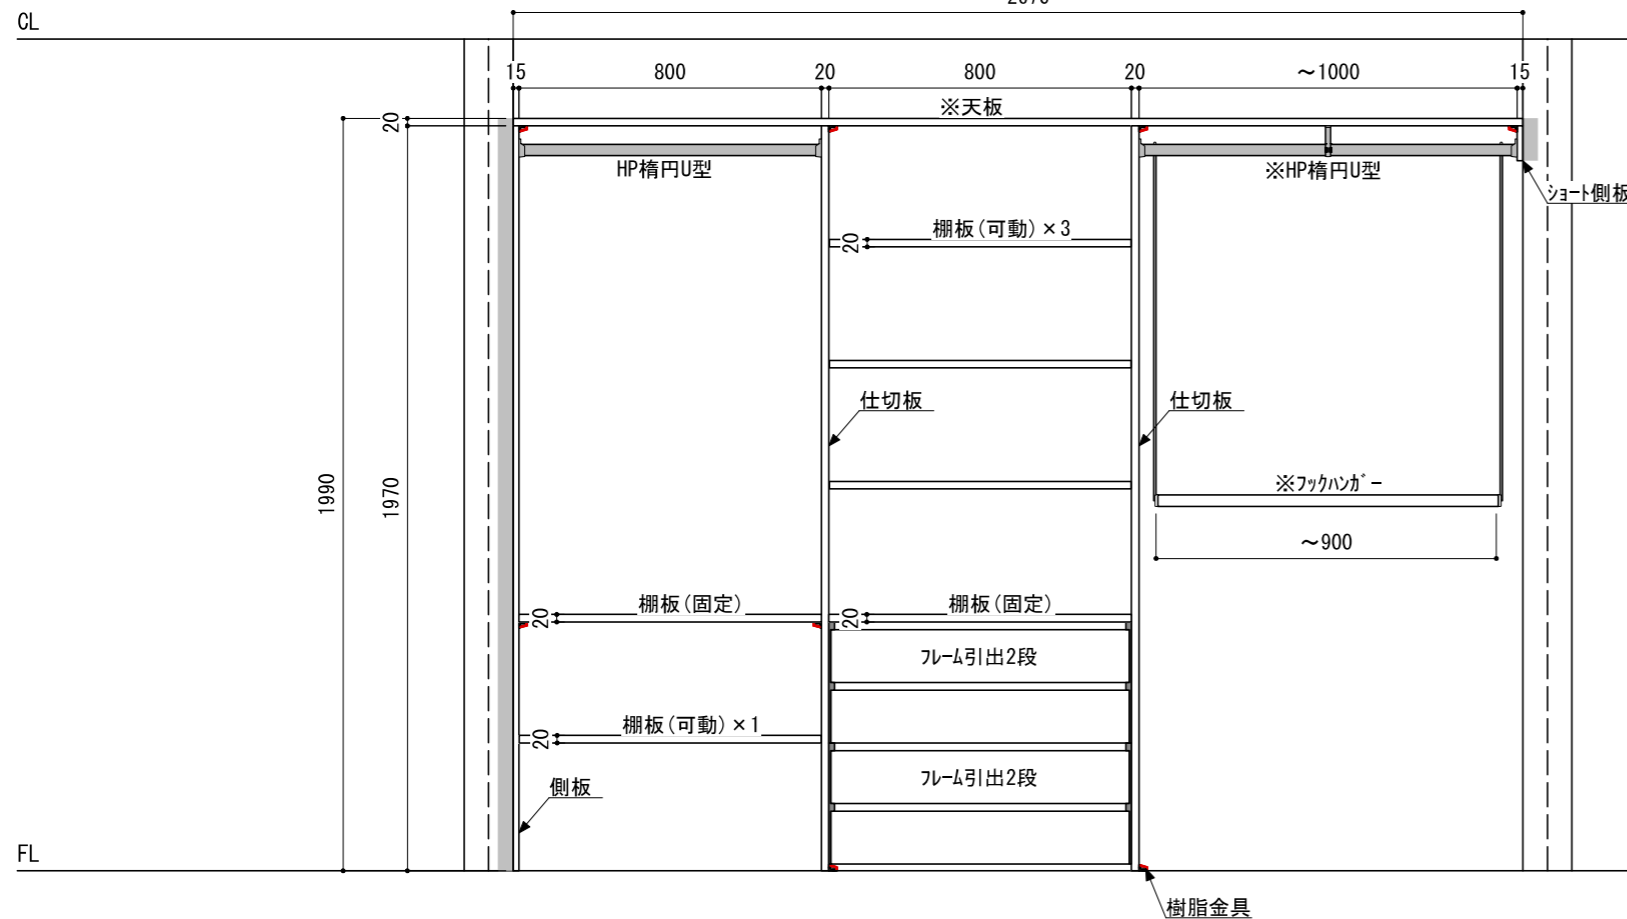 CL
15
800
20
800
20
～1000
15
※天板
20
HP楕円U型
※HP楕円U型
ｼｮｰﾄ側板
棚板(可動)×3
20
仕切板
仕切板
1990
1970
※ﾌｯｸﾊﾝｶﾞｰ
～900
棚板(固定)
20
棚板(固定)
20
ﾌﾚｰﾑ引出2段
棚板(可動)×1
20
ﾌﾚｰﾑ引出2段
側板
FL
樹脂金具